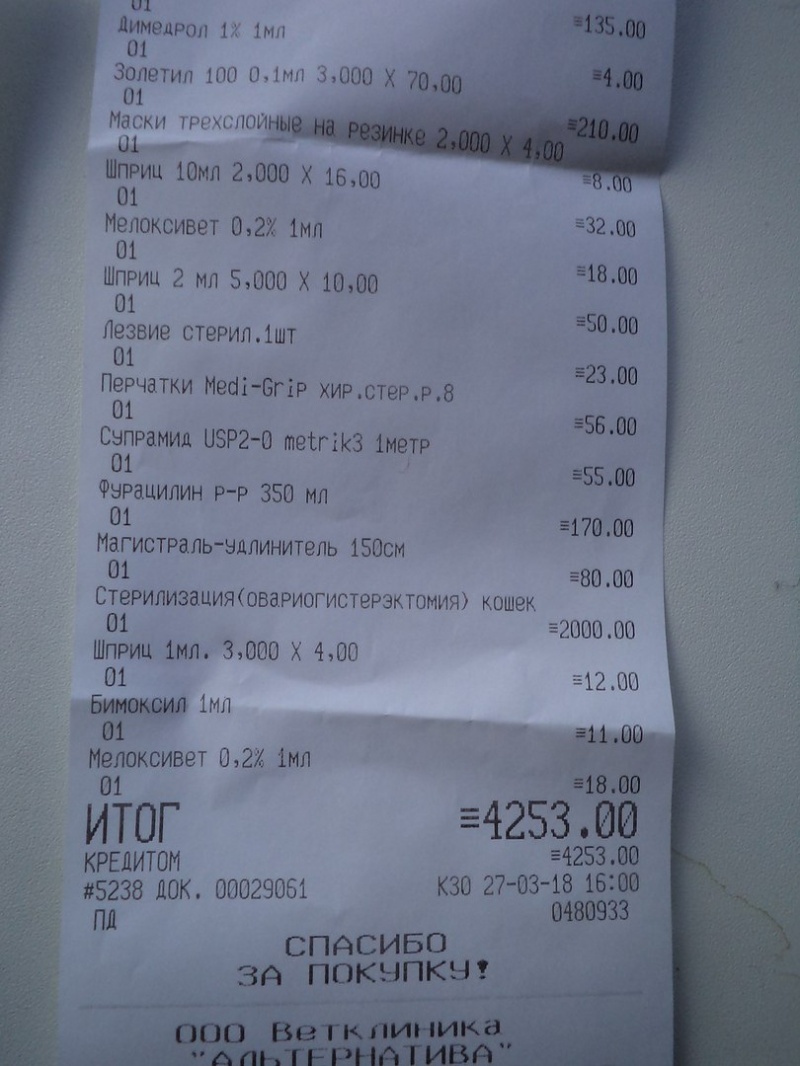 01
≡135.00
Димедрол 1% 1мл
01
≡4.00
Золетил 100 0,1мл 3,000 X 70,00
01
≡210.00
Маски трехслойные на резинке 2,000 X 4,00
01
≡8.00
Шприц 10мл 2,000 X 16,00
01
≡32.00
Мелоксивет 0,2% 1мл
01
≡18.00
Шприц 2 мл 5,000 X 10,00
01
≡50.00
Лезвие стерил.1шт
01
≡23.00
Перчатки Medi-Grip хир.стер.р.8
01
≡56.00
Супрамид USP2-0 metrik3 1метр
01
≡55.00
Фурацилин р-р 350 мл
01
≡170.00
Магистраль-удлинитель 150см
01
≡80.00
Стерилизация(овариогистерэктомия) кошек
01
≡2000.00
Шприц 1мл. 3,000 X 4,00
01
≡12.00
Бимоксил 1мл
01
≡11.00
Мелоксивет 0,2% 1мл
01
≡18.00
ИТОГ ≡4253.00
КРЕДИТОМ ≡4253.00
#5238 ДОК. 00029061 К30 27-03-18 16:00
ПД 0480933
СПАСИБО
ЗА ПОКУПКУ!
ООО Ветклиника
"АЛЬТЕРНАТИВА"